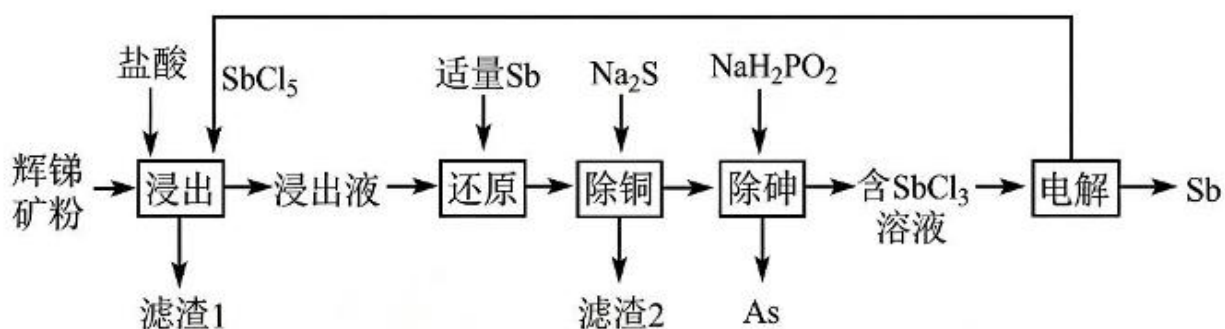 盐酸
SbCl₅
适量Sb
Na₂S
NaH₂PO₂
辉锑
矿粉
浸出
浸出液
还原
除铜
除砷
含SbCl₃
溶液
电解
Sb
滤渣1
滤渣2
As